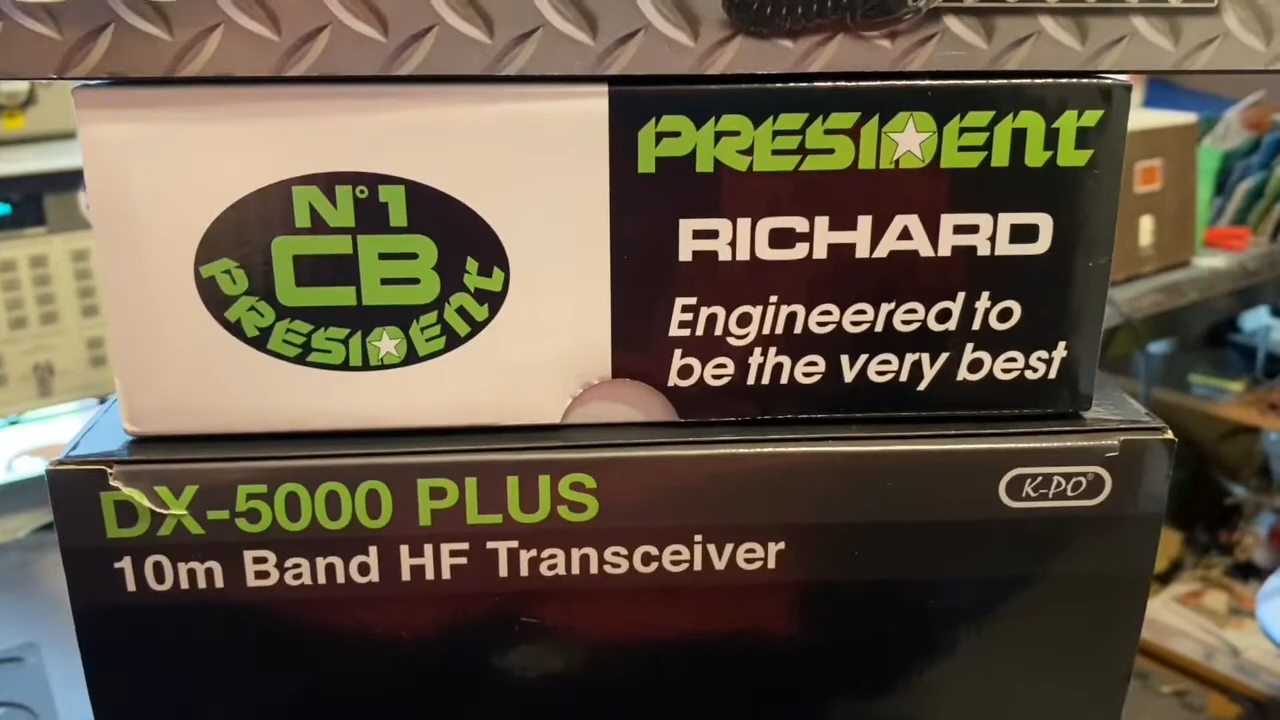 N°1
CB
PRESIDENT
PRESIDENT
RICHARD
Engineered to
be the very best
DX-5000 PLUS
K-PO®
10m Band HF Transceiver